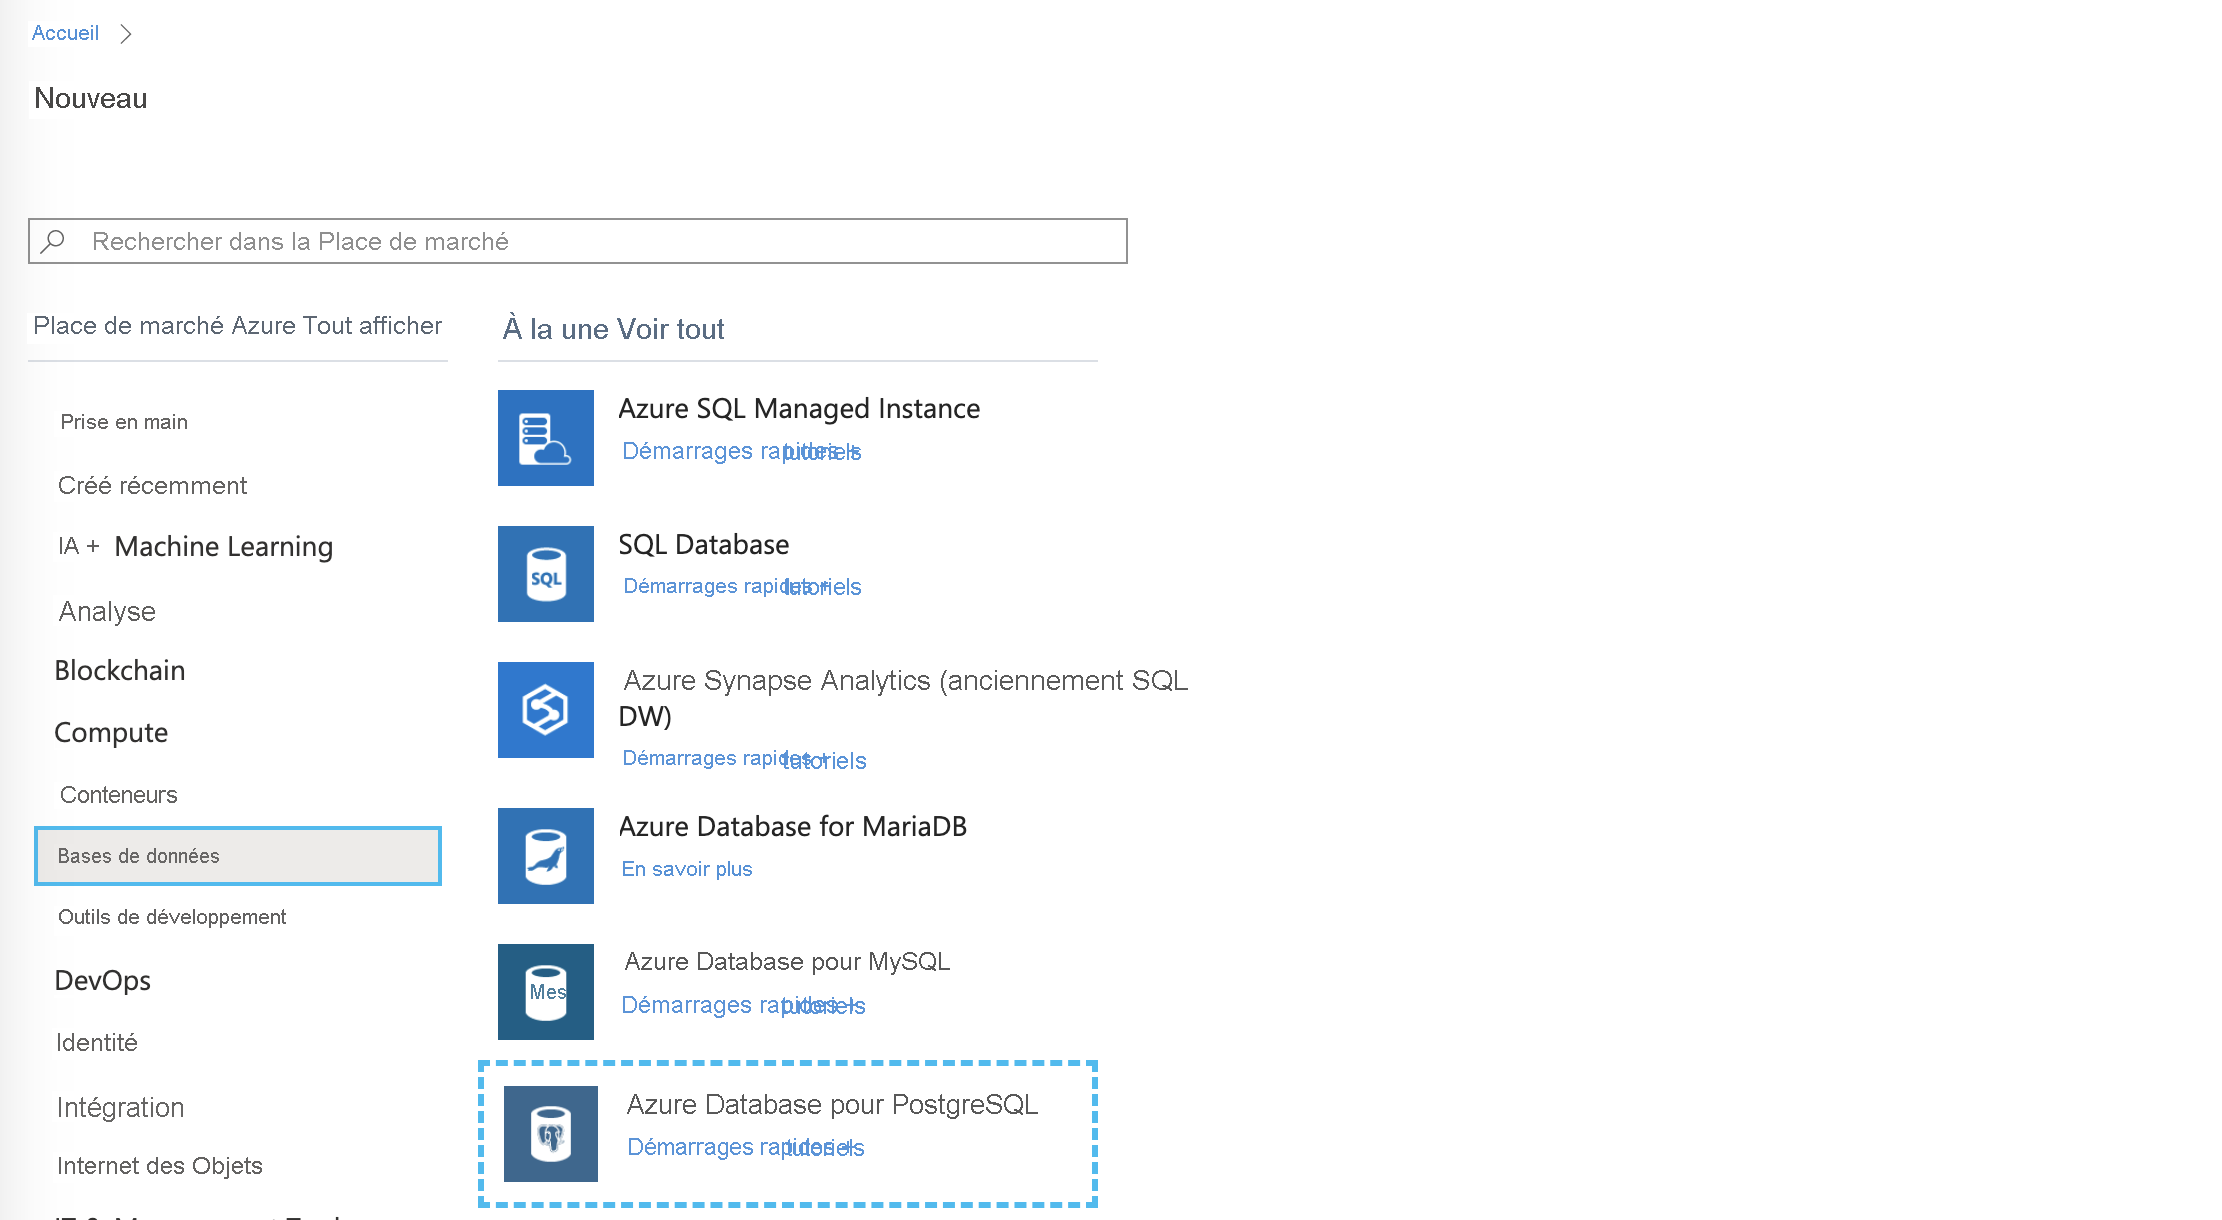 Accueil
Nouveau
Rechercher dans la Place de marché
Place de marché Azure Tout afficher
Prise en main
Créé récemment
IA + Machine Learning
Analyse
Blockchain
Compute
Conteneurs
Bases de données
Outils de développement
DevOps
Identité
Intégration
Internet des Objets
À la une Voir tout
Azure SQL Managed Instance
Démarrages rapides + tutoriels
SQL
SQL Database
Démarrages rapides + tutoriels
Azure Synapse Analytics (anciennement SQL
DW)
Démarrages rapides + tutoriels
Azure Database for MariaDB
En savoir plus
Mes
Azure Database pour MySQL
Démarrages rapides + tutoriels
Azure Database pour PostgreSQL
Démarrages rapides + tutoriels